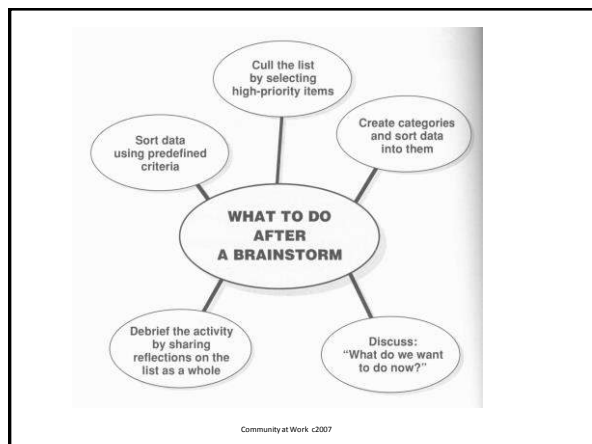 Cull the list
by selecting
high-priority items
Create categories
and sort data
into them
Sort data
using predefined
criteria
WHAT TO DO
AFTER
A BRAINSTORM
Debrief the activity
by sharing
reflections on the
list as a whole
Discuss:
“What do we want
to do now?”
Community at Work c2007